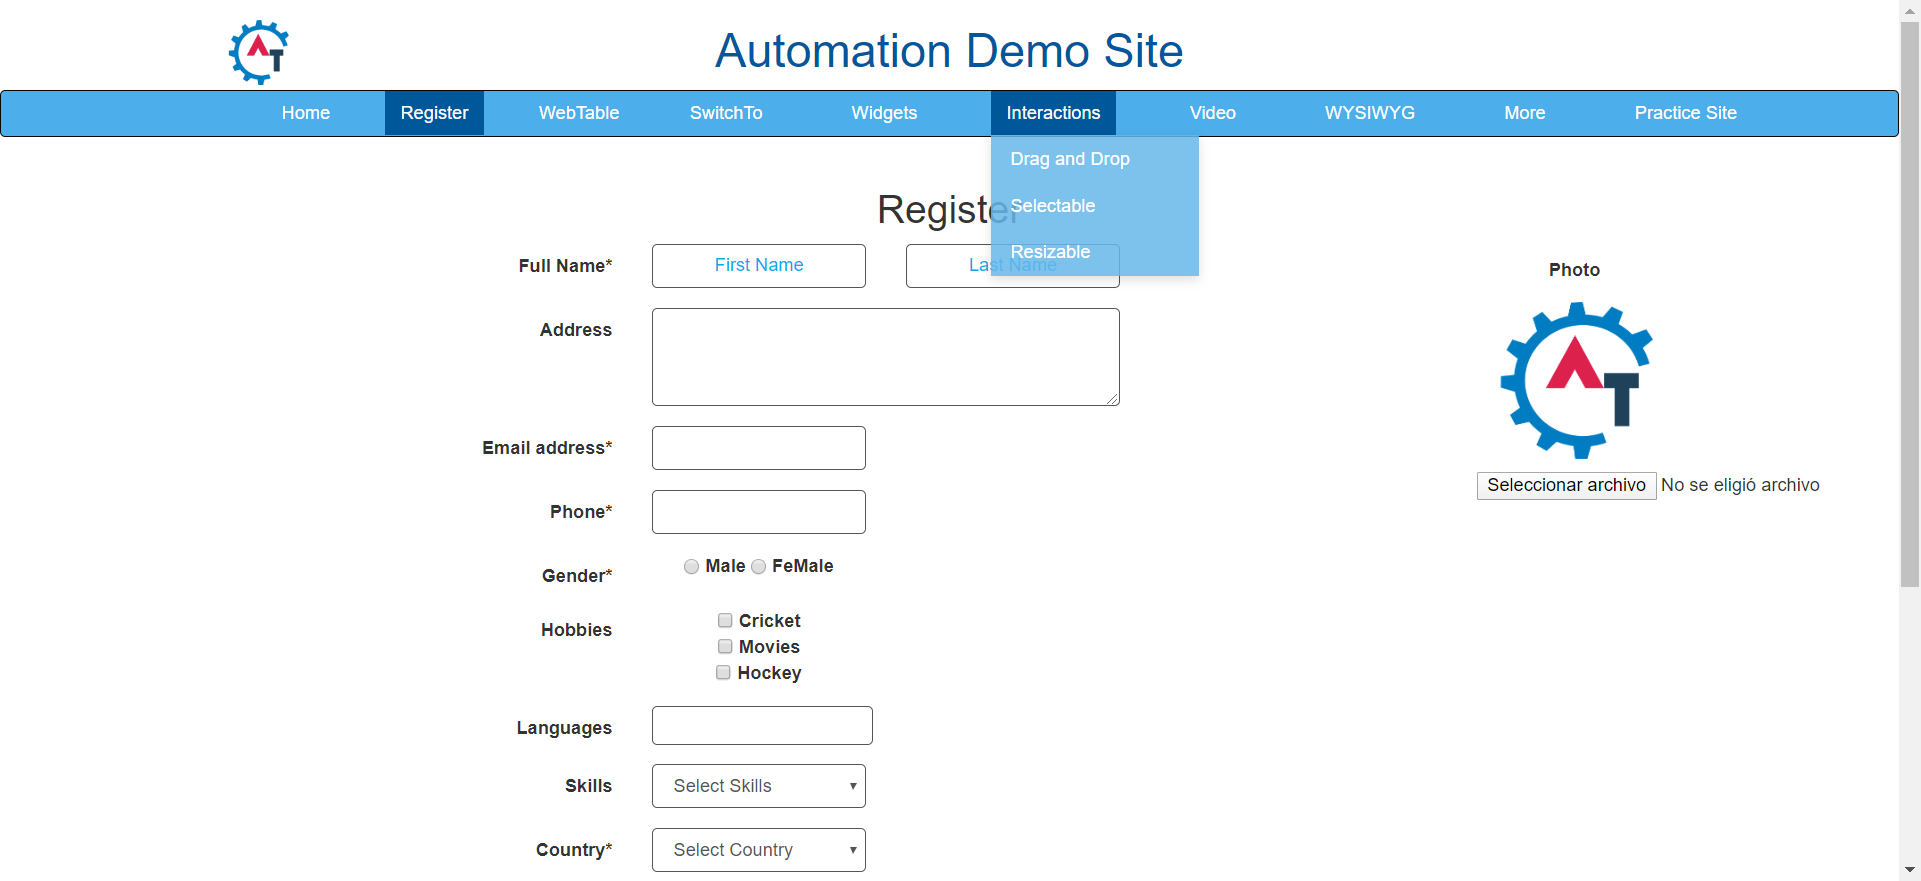 Automation Demo Site
Home Register WebTable SwitchTo Widgets Interactions Video WYSIWYG More Practice Site
Drag and Drop
Selectable
Resizable
Register
Full Name* First Name Last Name
Address
Email address*
Phone*
Gender* Male FeMale
Hobbies Cricket
Movies
Hockey
Languages
Skills Select Skills
Country* Select Country
Photo
AT
Seleccionar archivo No se eligió archivo